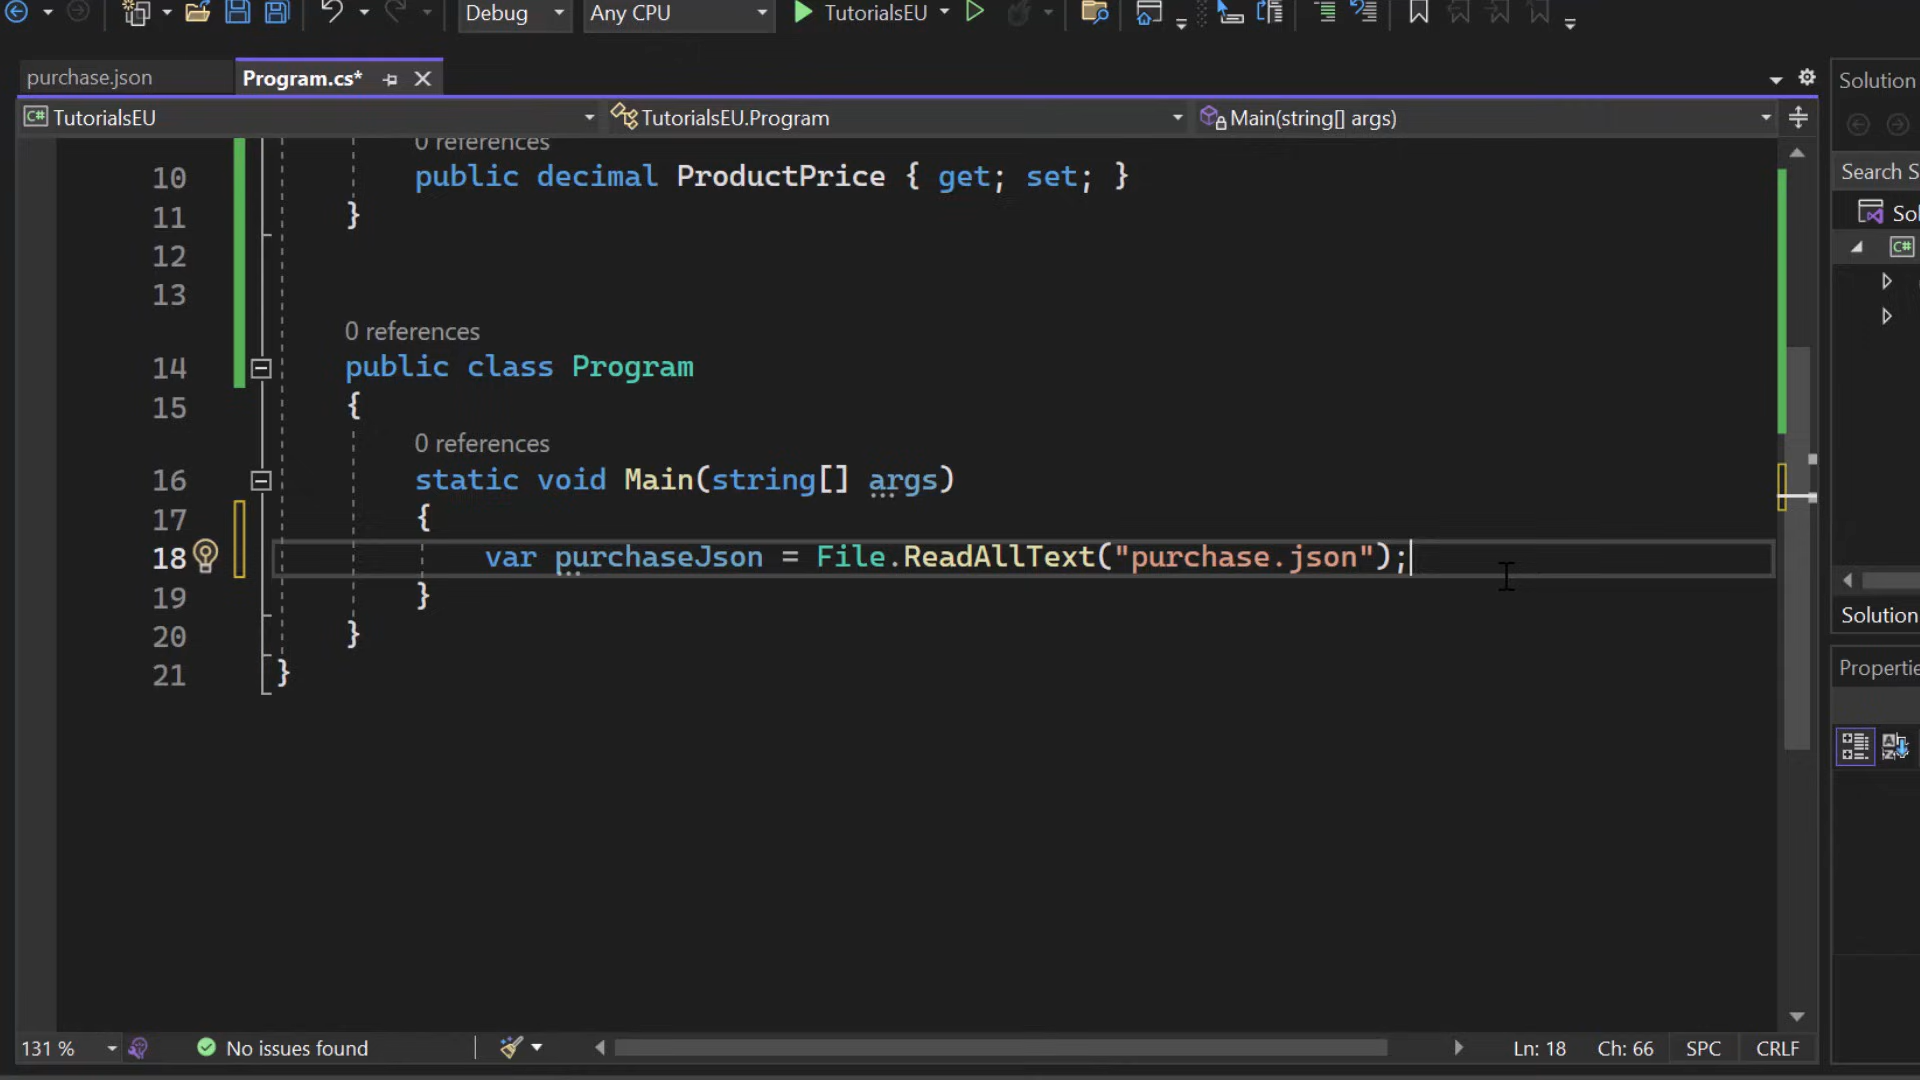 Debug Any CPU TutorialsEU
purchase.json Program.cs*
Solution
C# TutorialsEU TutorialsEU.Program Main(string[] args)
0 references
10 public decimal ProductPrice { get; set; }
11 }
12
13
0 references
14 public class Program
15 {
0 references
16 static void Main(string[] args)
17 {
18 var purchaseJson = File.ReadAllText("purchase.json");
19 }
20 }
21 }
Search S
So
C#
Solution
Propertie
131 % No issues found Ln: 18 Ch: 66 SPC CRLF